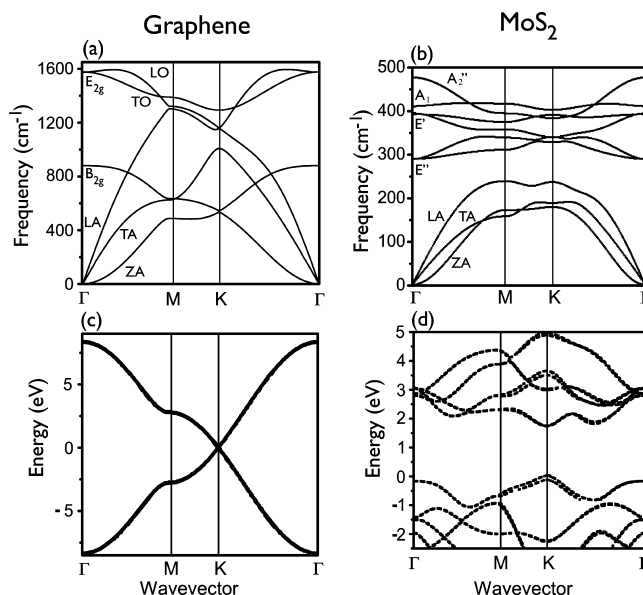 Graphene
MoS₂
(a)
(b)
1600
1200
800
400
0
Frequency (cm⁻¹)
E₂g
B₂g
LO
TO
LA
TA
ZA
Γ
M
K
Γ
500
400
300
200
100
0
Frequency (cm⁻¹)
A₂''
A₁
E'
E''
LA
TA
ZA
Γ
M
K
Γ
(c)
(d)
5
0
-5
Energy (eV)
Γ
M
K
Γ
Wavevector
5
4
3
2
1
0
-1
-2
Energy (eV)
Γ
M
K
Γ
Wavevector